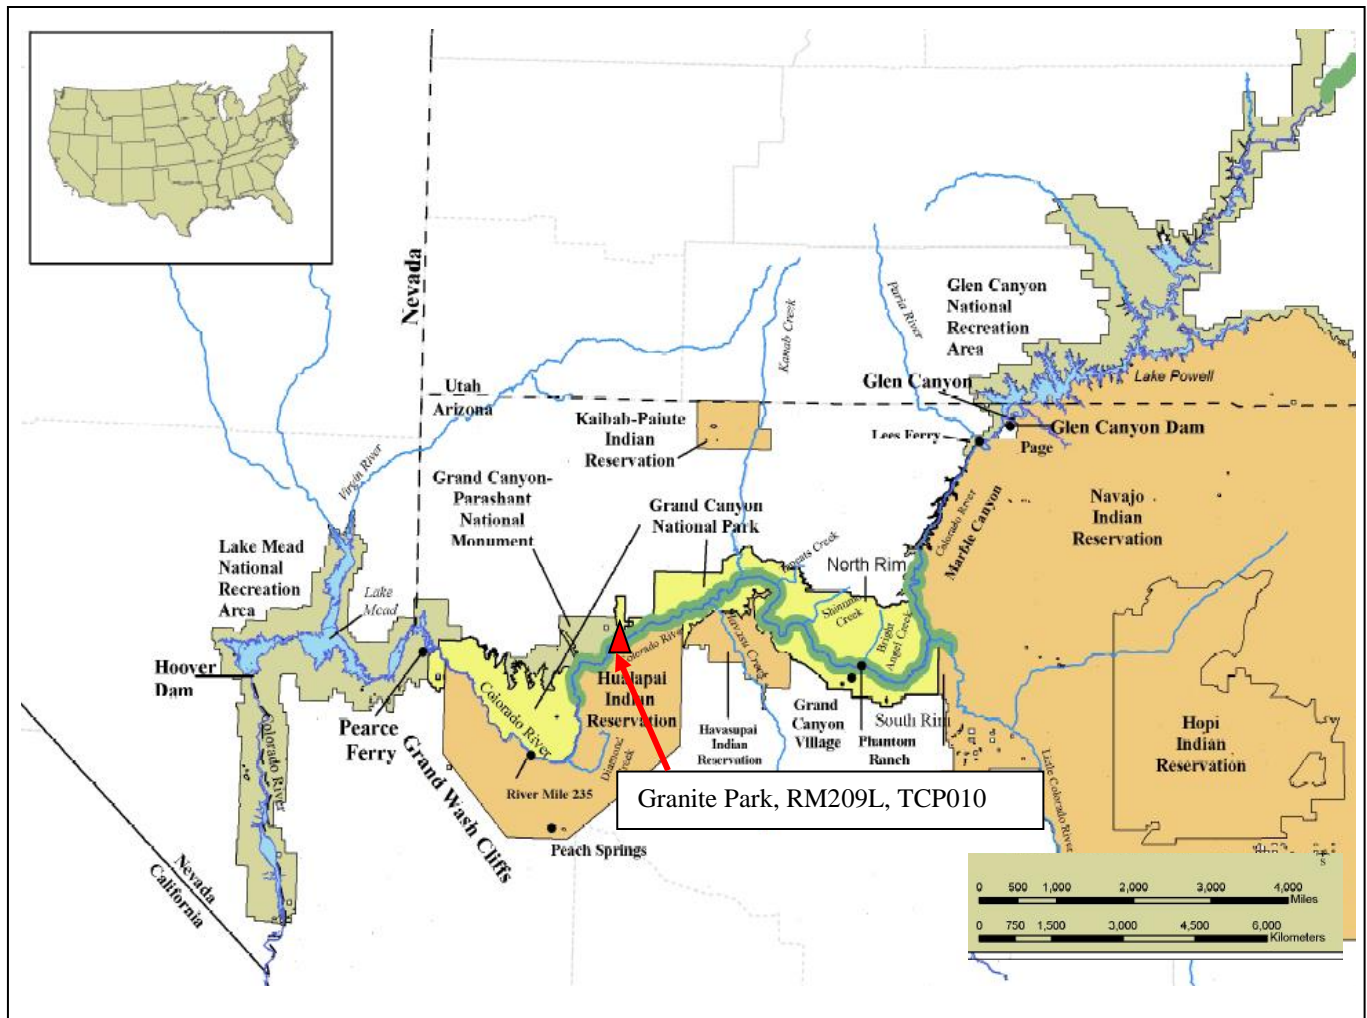 Nevada
Utah
Arizona
Virgin River
Kanab Creek
Paria River
Glen Canyon
National
Recreation
Area
Glen Canyon
Lake Powell
Lees Ferry
Glen Canyon Dam
Page
Kaibab-Paiute
Indian
Reservation
Grand Canyon-
Parashant
National
Monument
Grand Canyon
National Park
Colorado River
Marble Canyon
Navajo
Indian
Reservation
North Rim
Shinumo
Creek
Bright
Angel Creek
Lake Mead
National
Recreation
Area
Lake
Mead
Hoover
Dam
Pearce
Ferry
Grand Wash Cliffs
Colorado River
Colorado River
Colorado River
Hualapai
Indian
Reservation
Diamond
Creek
River Mile 235
Peach Springs
Havasu Creek
Havasupai
Indian
Reservation
Grand
Canyon
Village
South Rim
Phantom
Ranch
Hopi
Indian
Reservation
Little Colorado River
Granite Park, RM209L, TCP010
Nevada
California
0 500 1,000 2,000 3,000 4,000
Miles
0 750 1,500 3,000 4,500 6,000
Kilometers